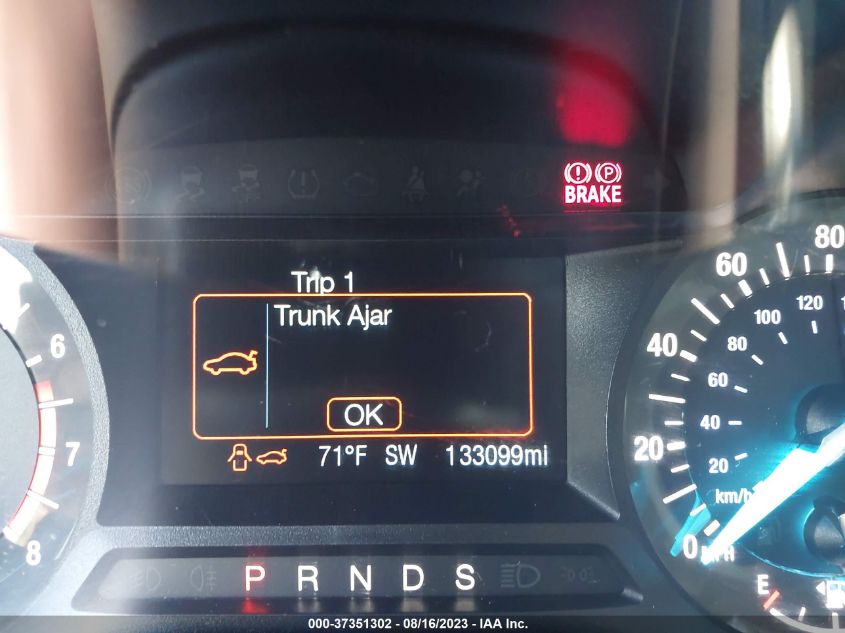 P
BRAKE
Trip 1
Trunk Ajar
OK
71°F SW 133099mi
6
7
8
80
60
40
20
0 MPH
120
100
80
60
40
20
km/h
P R N D S
E
000-37351302 - 08/16/2023 - IAA Inc.